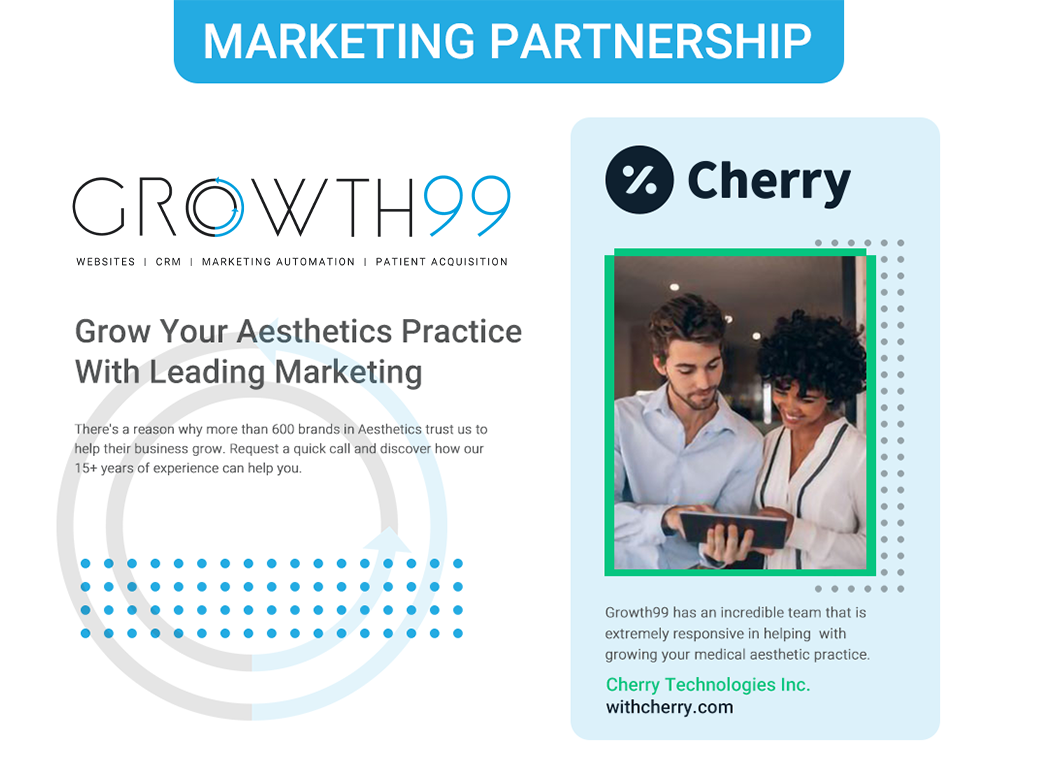 MARKETING PARTNERSHIP
GROWTH99
WEBSITES | CRM | MARKETING AUTOMATION | PATIENT ACQUISITION
Grow Your Aesthetics Practice
With Leading Marketing
There's a reason why more than 600 brands in Aesthetics trust us to
help their business grow. Request a quick call and discover how our
15+ years of experience can help you.
Cherry
Growth99 has an incredible team that is
extremely responsive in helping with
growing your medical aesthetic practice.
Cherry Technologies Inc.
withcherry.com